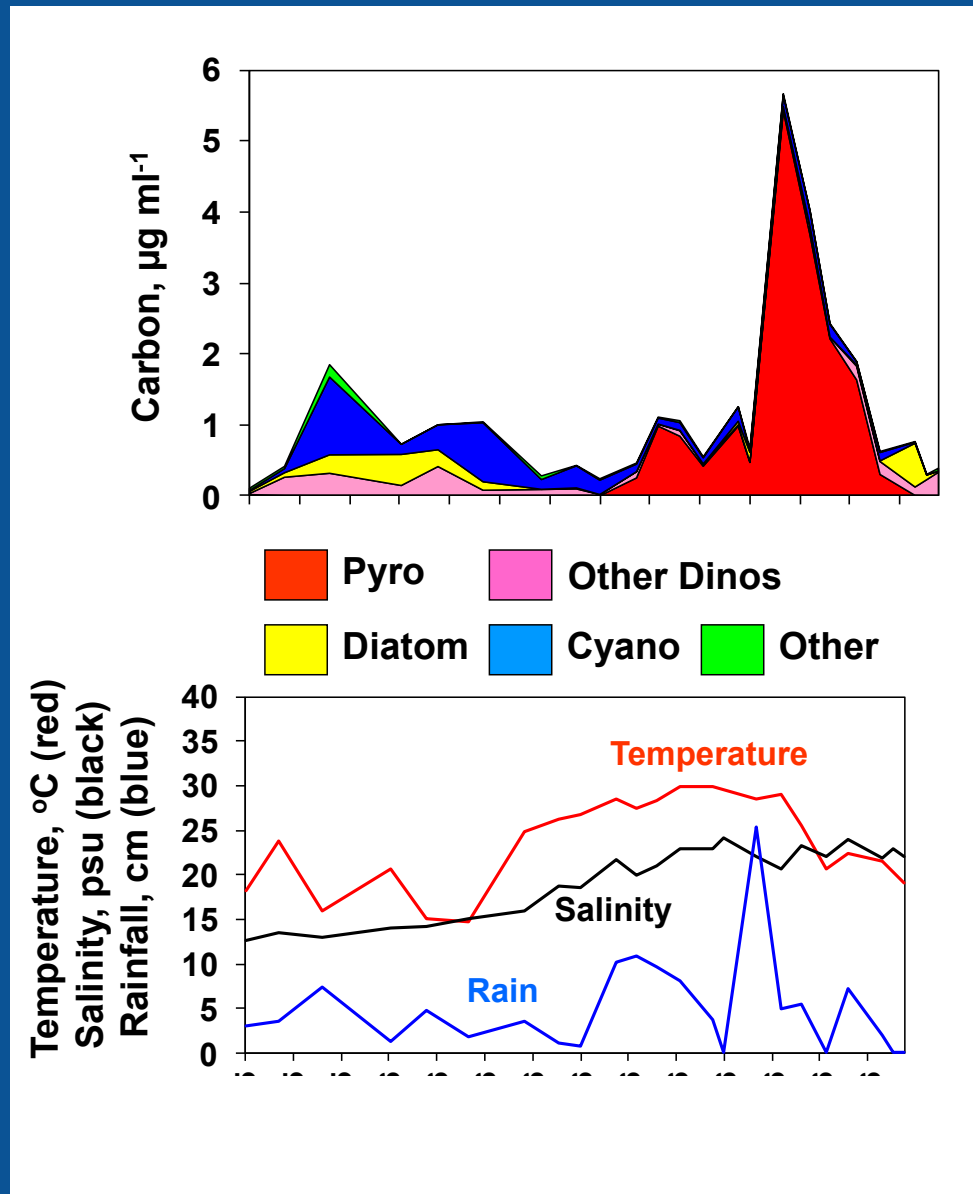 6
5
4
3
2
1
0
Carbon, µg ml-1
Pyro
Other Dinos
Diatom
Cyano
Other
40
35
30
25
20
15
10
5
0
Temperature, ºC (red)
Salinity, psu (black)
Rainfall, cm (blue)
Temperature
Salinity
Rain